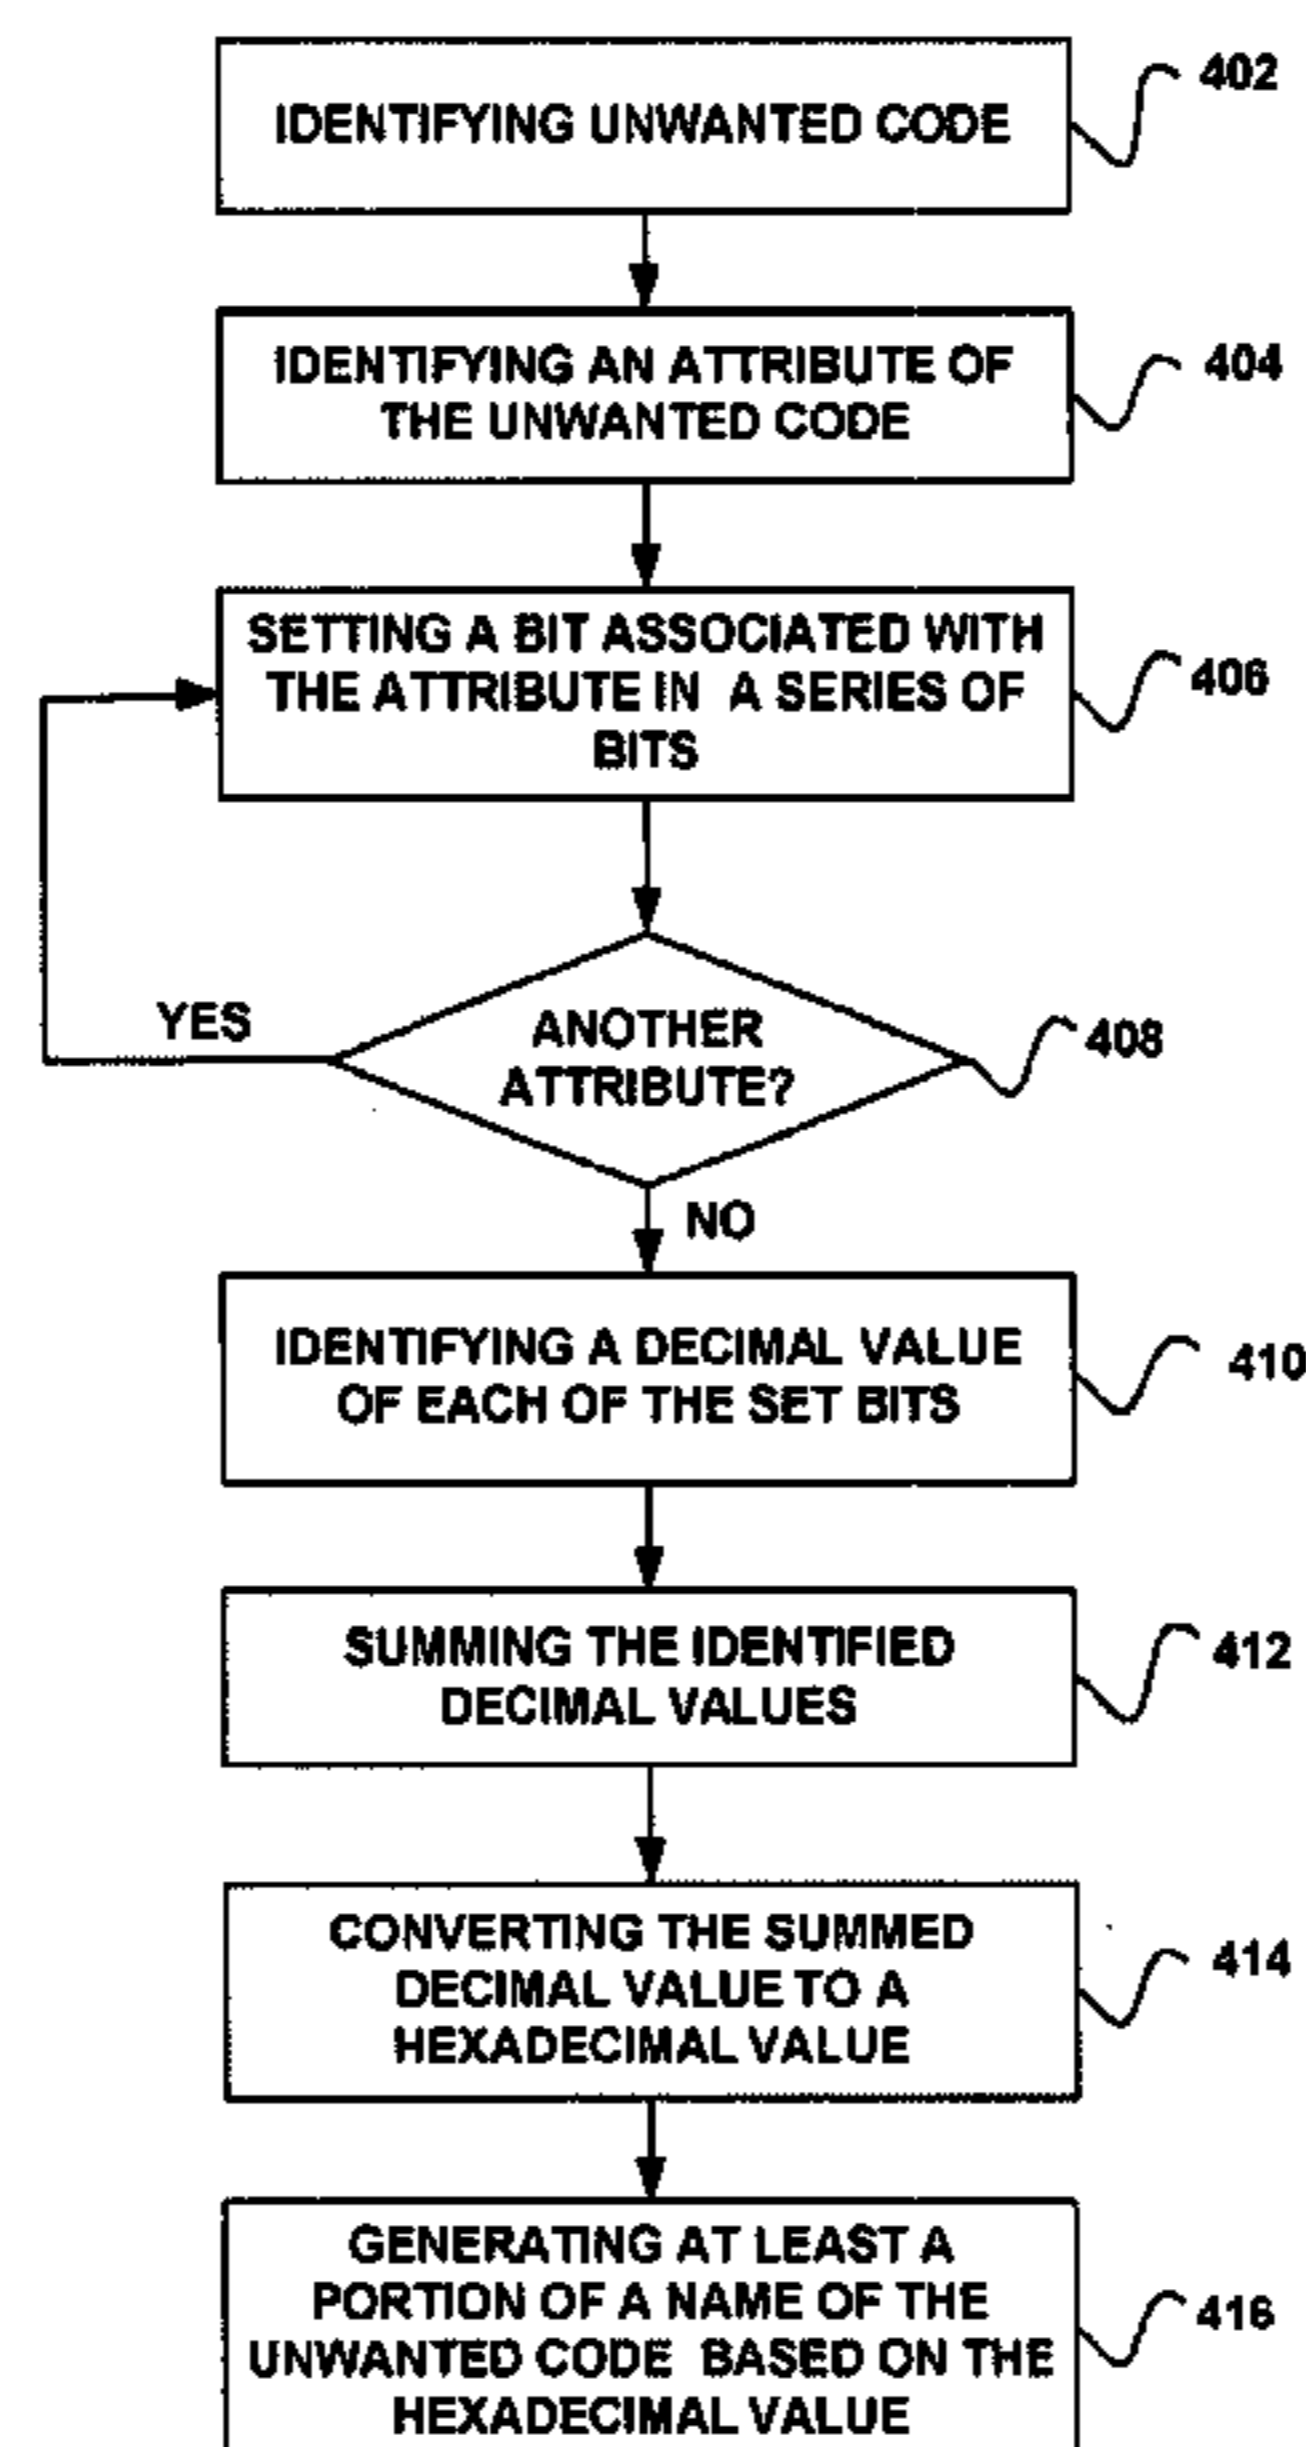 IDENTIFYING UNWANTED CODE
402
IDENTIFYING AN ATTRIBUTE OF
THE UNWANTED CODE
404
SETTING A BIT ASSOCIATED WITH
THE ATTRIBUTE IN A SERIES OF
BITS
406
YES
ANOTHER
ATTRIBUTE?
408
NO
IDENTIFYING A DECIMAL VALUE
OF EACH OF THE SET BITS
410
SUMMING THE IDENTIFIED
DECIMAL VALUES
412
CONVERTING THE SUMMED
DECIMAL VALUE TO A
HEXADECIMAL VALUE
414
GENERATING AT LEAST A
PORTION OF A NAME OF THE
UNWANTED CODE BASED ON THE
HEXADECIMAL VALUE
416